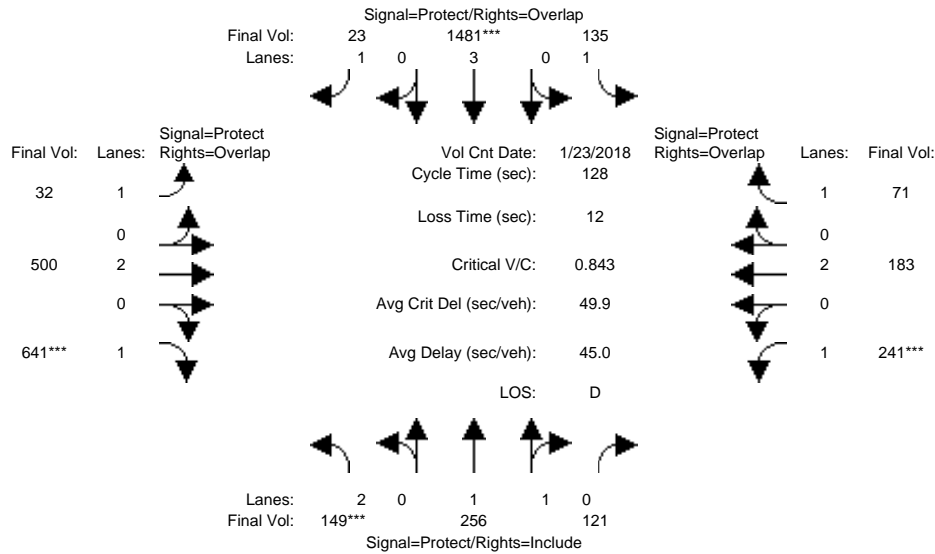 Signal=Protect/Rights=Overlap
Final Vol: 23 1481*** 135
Lanes: 1 0 3 0 1
Signal=Protect Signal=Protect
Final Vol: Lanes: Rights=Overlap Vol Cnt Date: 1/23/2018 Rights=Overlap Lanes: Final Vol:
Cycle Time (sec): 128
32 1 1 71
Loss Time (sec): 12
0 0
500 2 Critical V/C: 0.843 2 183
0 Avg Crit Del (sec/veh): 49.9 0
641*** 1 Avg Delay (sec/veh): 45.0 1 241***
LOS: D
Lanes: 2 0 1 1 0
Final Vol: 149*** 256 121
Signal=Protect/Rights=Include